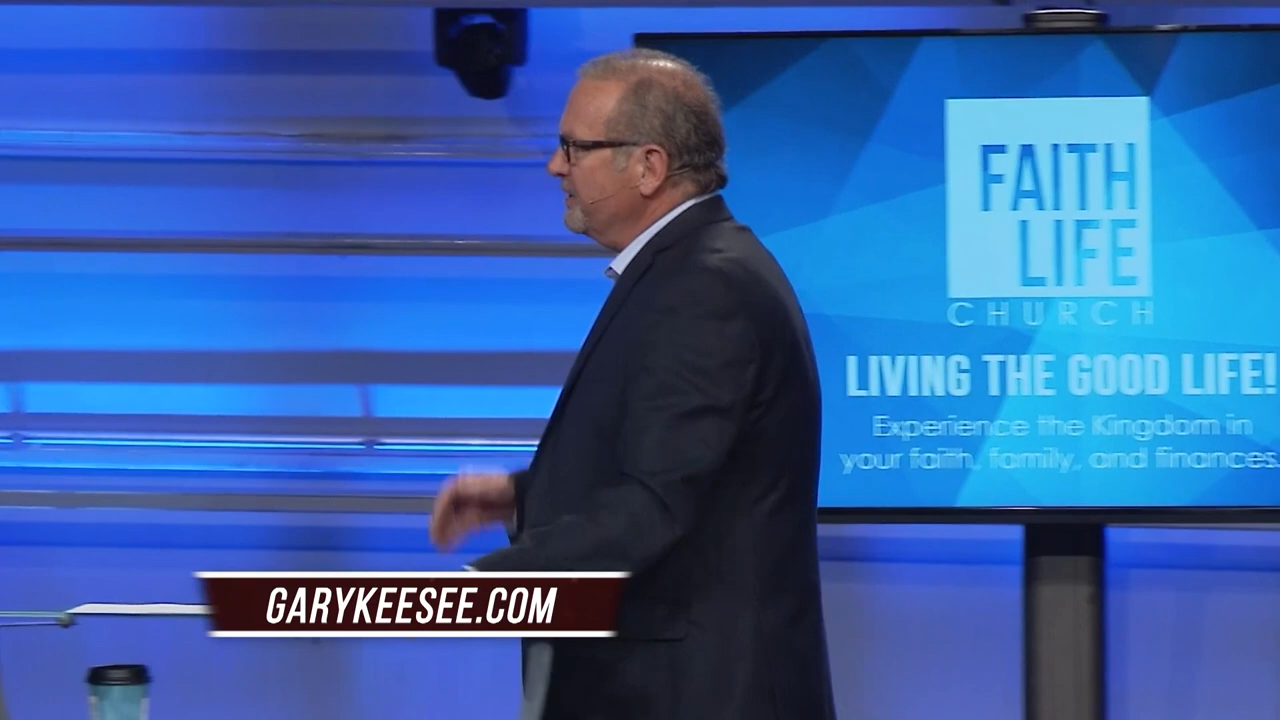 FAITH
LIFE
CHURCH
LIVING THE GOOD LIFE!
Experience the Kingdom in
your faith, family, and finances.
GARYKEESEE.COM